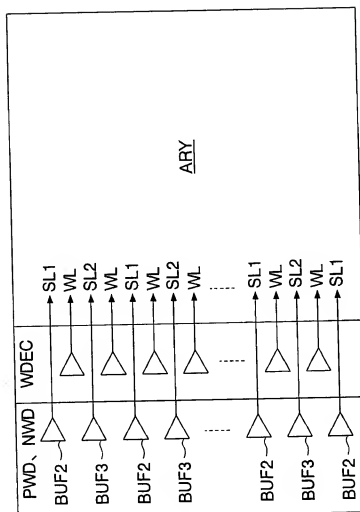 PWD、NWD WDEC
BUF2 SL1
WL
BUF3 SL2
WL
BUF2 SL1
WL
BUF3 SL2
WL
ARY
BUF2 SL1
WL
BUF3 SL2
WL
BUF2 SL1